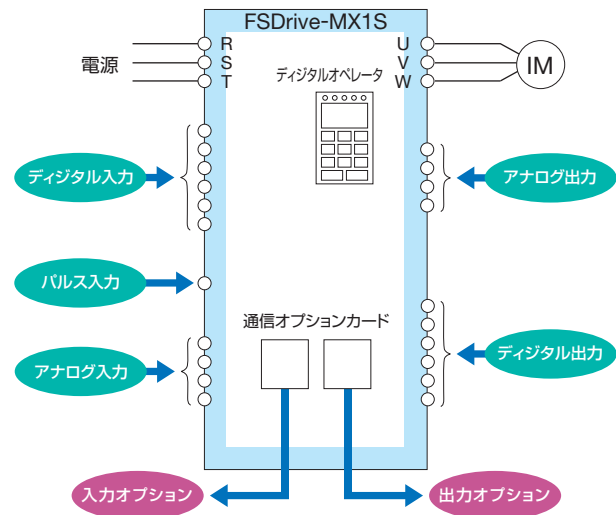 FSDrive-MX1S
電源
R
S
T
U
V
W
IM
ディジタルオペレータ
ディジタル入力
アナログ出力
パルス入力
通信オプションカード
アナログ入力
ディジタル出力
入力オプション
出力オプション